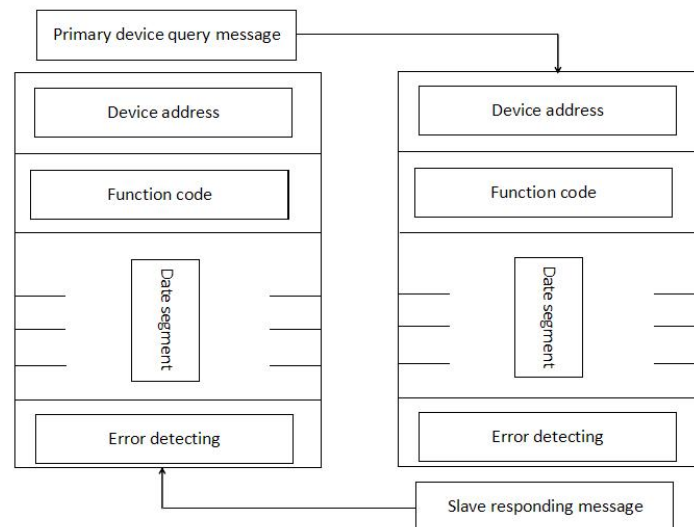 Primary device query message
Device address
Device address
Function code
Function code
Date segment
Date segment
Error detecting
Error detecting
Slave responding message